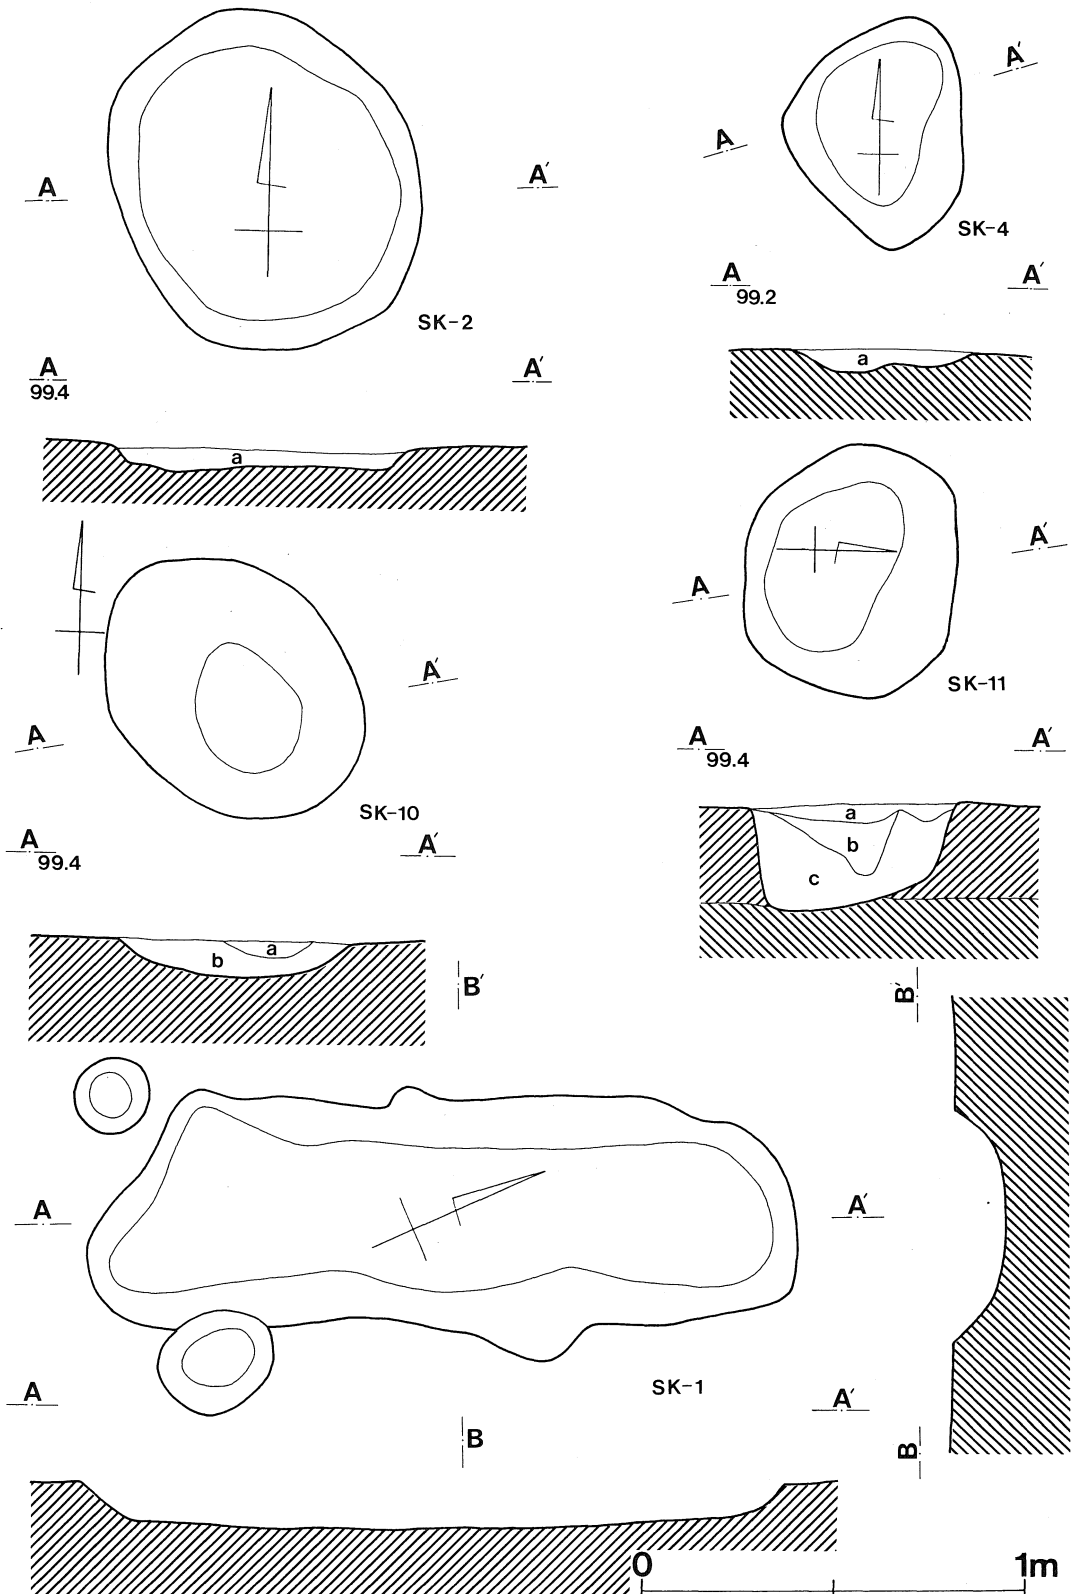 A A′
SK-2
A A′
99.4
a
A A′
SK-4
A A′
99.2
a
A A′
SK-10
A A′
99.4
a
b
A A′
SK-11
A A′
99.4
a
b
c
B′
B′
A A′
SK-1
A A′
B
B
0 1m